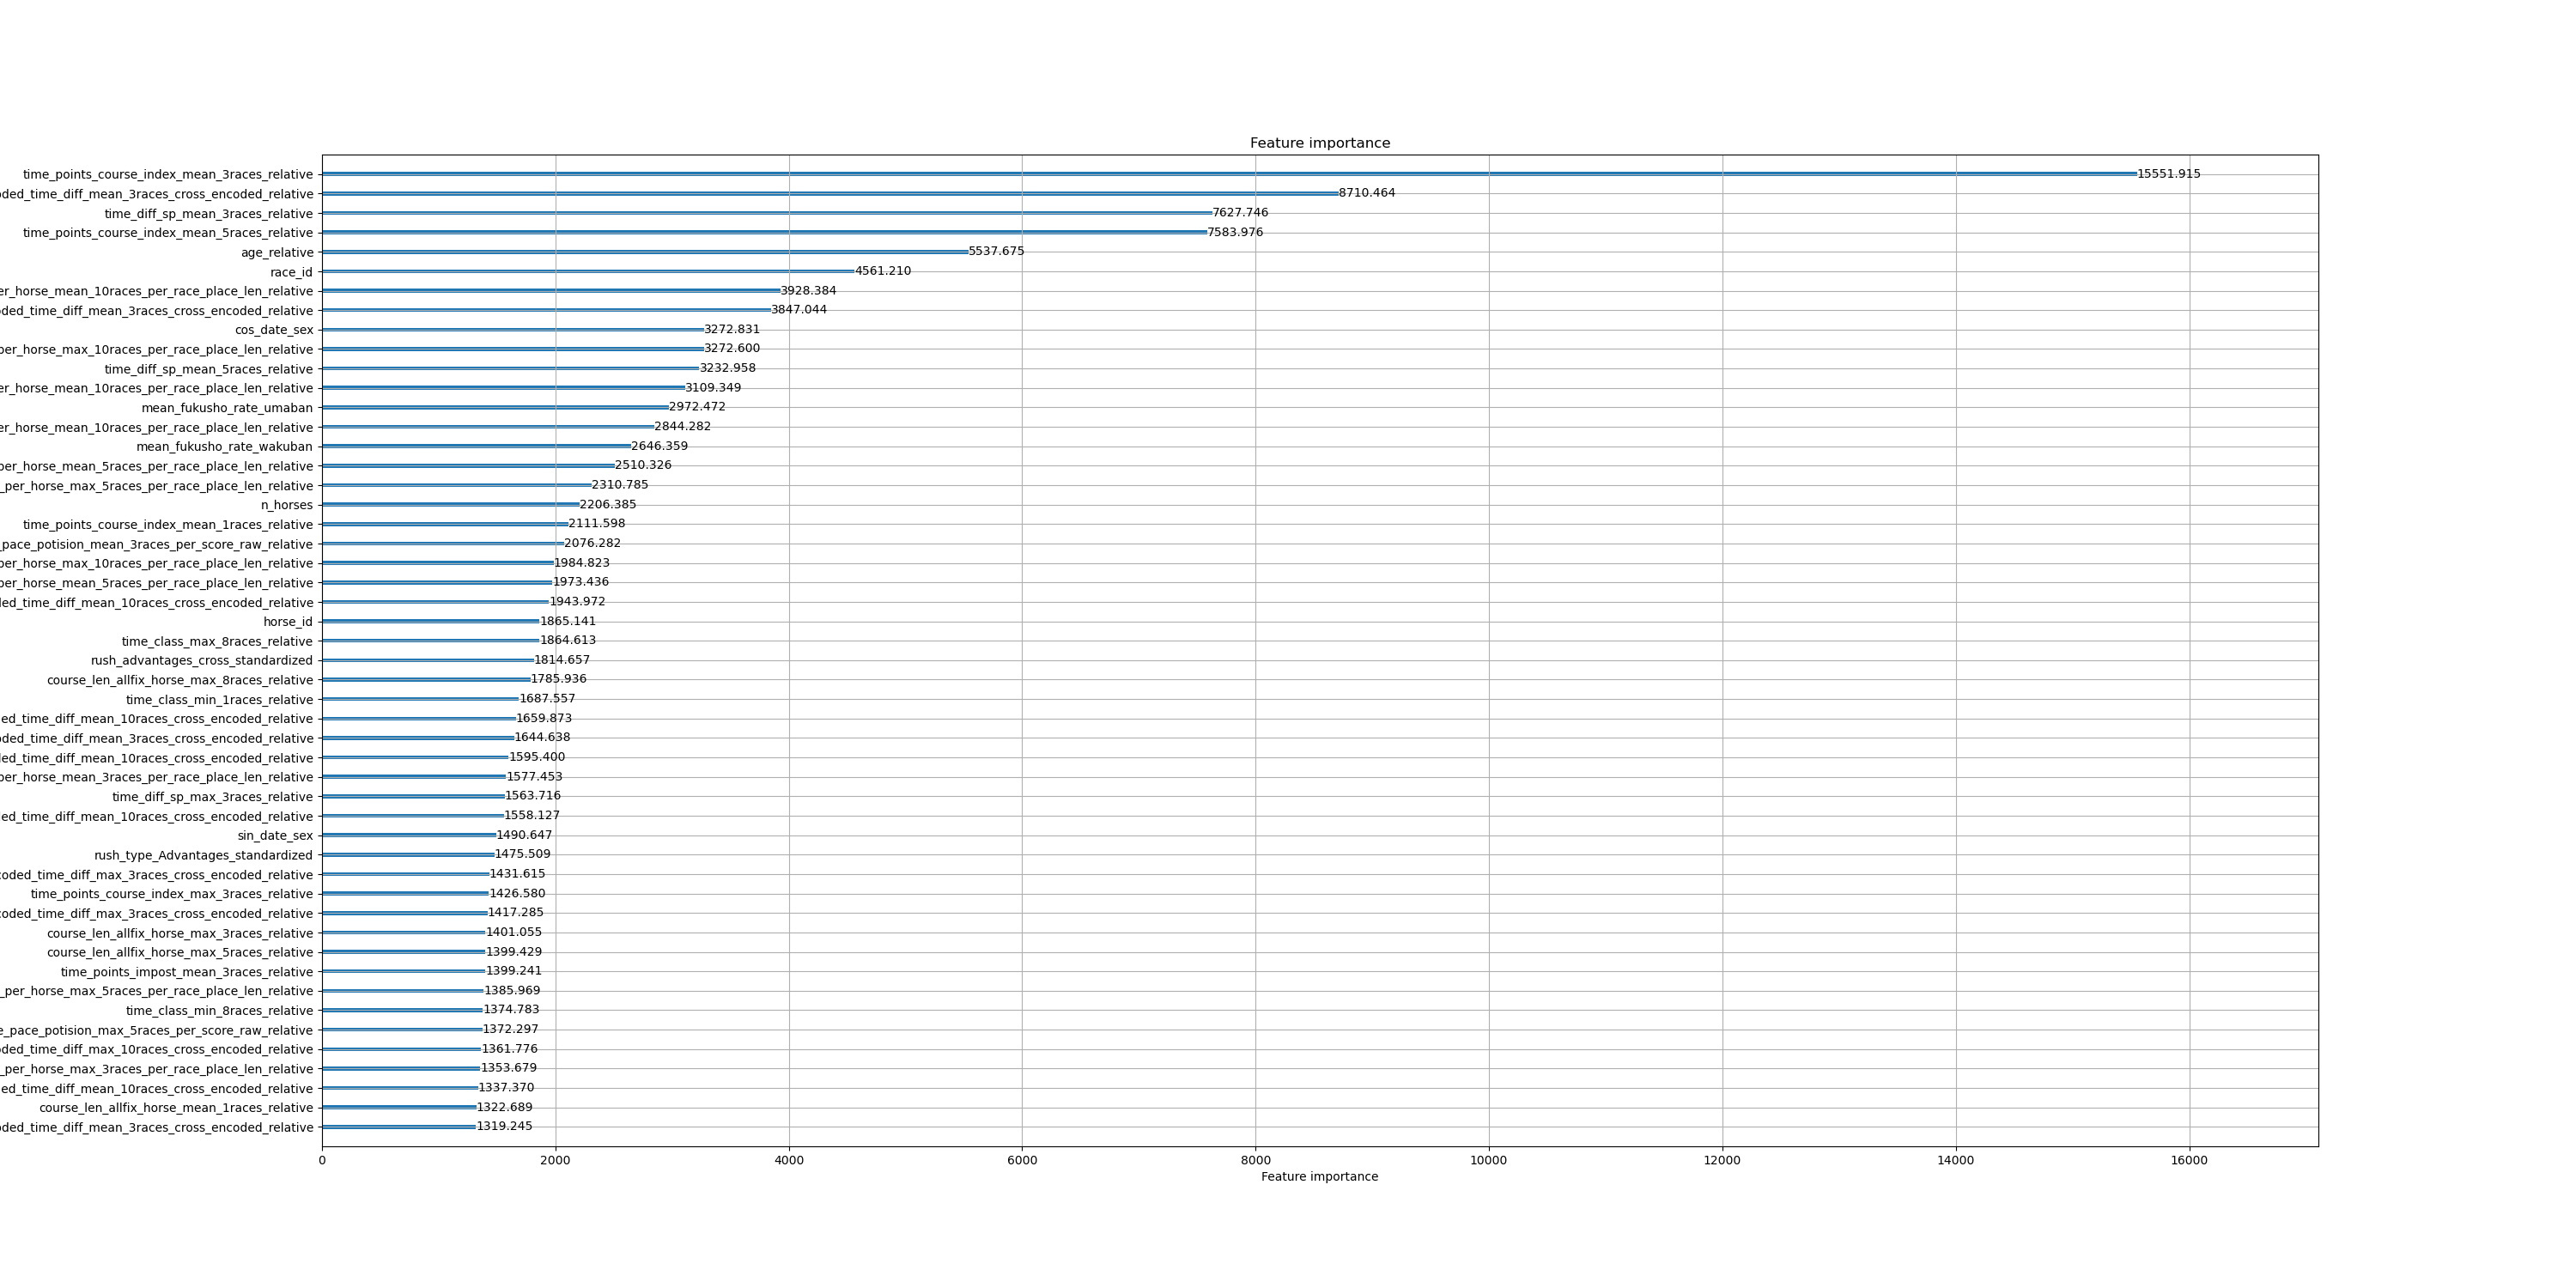 Feature importance
time_points_course_index_mean_3races_relative 15551.915
ded_time_diff_mean_3races_cross_encoded_relative 8710.464
time_diff_sp_mean_3races_relative 7627.746
time_points_course_index_mean_5races_relative 7583.976
age_relative 5537.675
race_id 4561.210
er_horse_mean_10races_per_race_place_len_relative 3928.384
ded_time_diff_mean_3races_cross_encoded_relative 3847.044
cos_date_sex 3272.831
per_horse_max_10races_per_race_place_len_relative 3272.600
time_diff_sp_mean_5races_relative 3232.958
er_horse_mean_10races_per_race_place_len_relative 3109.349
mean_fukusho_rate_umaban 2972.472
er_horse_mean_10races_per_race_place_len_relative 2844.282
mean_fukusho_rate_wakuban 2646.359
per_horse_mean_5races_per_race_place_len_relative 2510.326
_per_horse_max_5races_per_race_place_len_relative 2310.785
n_horses 2206.385
time_points_course_index_mean_1races_relative 2111.598
_pace_potision_mean_3races_per_score_raw_relative 2076.282
per_horse_max_10races_per_race_place_len_relative 1984.823
per_horse_mean_5races_per_race_place_len_relative 1973.436
led_time_diff_mean_10races_cross_encoded_relative 1943.972
horse_id 1865.141
time_class_max_8races_relative 1864.613
rush_advantages_cross_standardized 1814.657
course_len_allfix_horse_max_8races_relative 1785.936
time_class_min_1races_relative 1687.557
ed_time_diff_mean_10races_cross_encoded_relative 1659.873
ded_time_diff_mean_3races_cross_encoded_relative 1644.638
led_time_diff_mean_10races_cross_encoded_relative 1595.400
per_horse_mean_3races_per_race_place_len_relative 1577.453
time_diff_sp_max_3races_relative 1563.716
ed_time_diff_mean_10races_cross_encoded_relative 1558.127
sin_date_sex 1490.647
rush_type_Advantages_standardized 1475.509
coded_time_diff_max_3races_cross_encoded_relative 1431.615
time_points_course_index_max_3races_relative 1426.580
coded_time_diff_max_3races_cross_encoded_relative 1417.285
course_len_allfix_horse_max_3races_relative 1401.055
course_len_allfix_horse_max_5races_relative 1399.429
time_points_impost_mean_3races_relative 1399.241
_per_horse_max_5races_per_race_place_len_relative 1385.969
time_class_min_8races_relative 1374.783
e_pace_potision_max_5races_per_score_raw_relative 1372.297
ded_time_diff_max_10races_cross_encoded_relative 1361.776
_per_horse_max_3races_per_race_place_len_relative 1353.679
ed_time_diff_mean_10races_cross_encoded_relative 1337.370
course_len_allfix_horse_mean_1races_relative 1322.689
ded_time_diff_mean_3races_cross_encoded_relative 1319.245
0 2000 4000 6000 8000 10000 12000 14000 16000
Feature importance